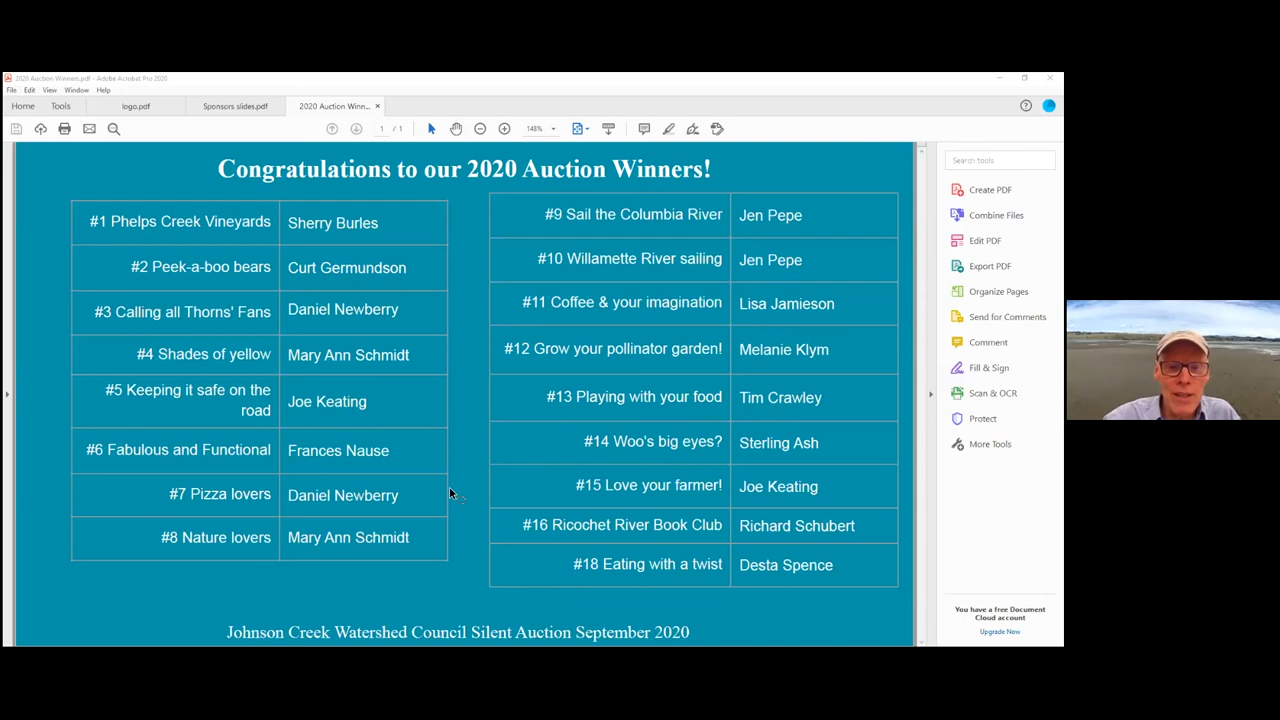 2020 Auction Winners.pdf - Adobe Acrobat Pro 2020
File Edit View Window Help
Home Tools logo.pdf Sponsors slides.pdf 2020 Auction Winn... ×
1 / 1 148%
Congratulations to our 2020 Auction Winners!
#1 Phelps Creek Vineyards Sherry Burles
#2 Peek-a-boo bears Curt Germundson
#3 Calling all Thorns' Fans Daniel Newberry
#4 Shades of yellow Mary Ann Schmidt
#5 Keeping it safe on the
road Joe Keating
#6 Fabulous and Functional Frances Nause
#7 Pizza lovers Daniel Newberry
#8 Nature lovers Mary Ann Schmidt
#9 Sail the Columbia River Jen Pepe
#10 Willamette River sailing Jen Pepe
#11 Coffee & your imagination Lisa Jamieson
#12 Grow your pollinator garden! Melanie Klym
#13 Playing with your food Tim Crawley
#14 Woo's big eyes? Sterling Ash
#15 Love your farmer! Joe Keating
#16 Ricochet River Book Club Richard Schubert
#18 Eating with a twist Desta Spence
Johnson Creek Watershed Council Silent Auction September 2020
Search tools
Create PDF
Combine Files
Edit PDF
Export PDF
Organize Pages
Send for Comments
Comment
Fill & Sign
Scan & OCR
Protect
More Tools
You have a free Document
Cloud account
Upgrade Now